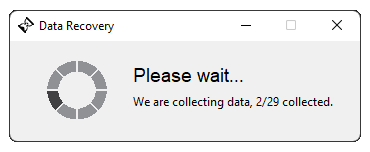 Data Recovery
Please wait...
We are collecting data, 2/29 collected.